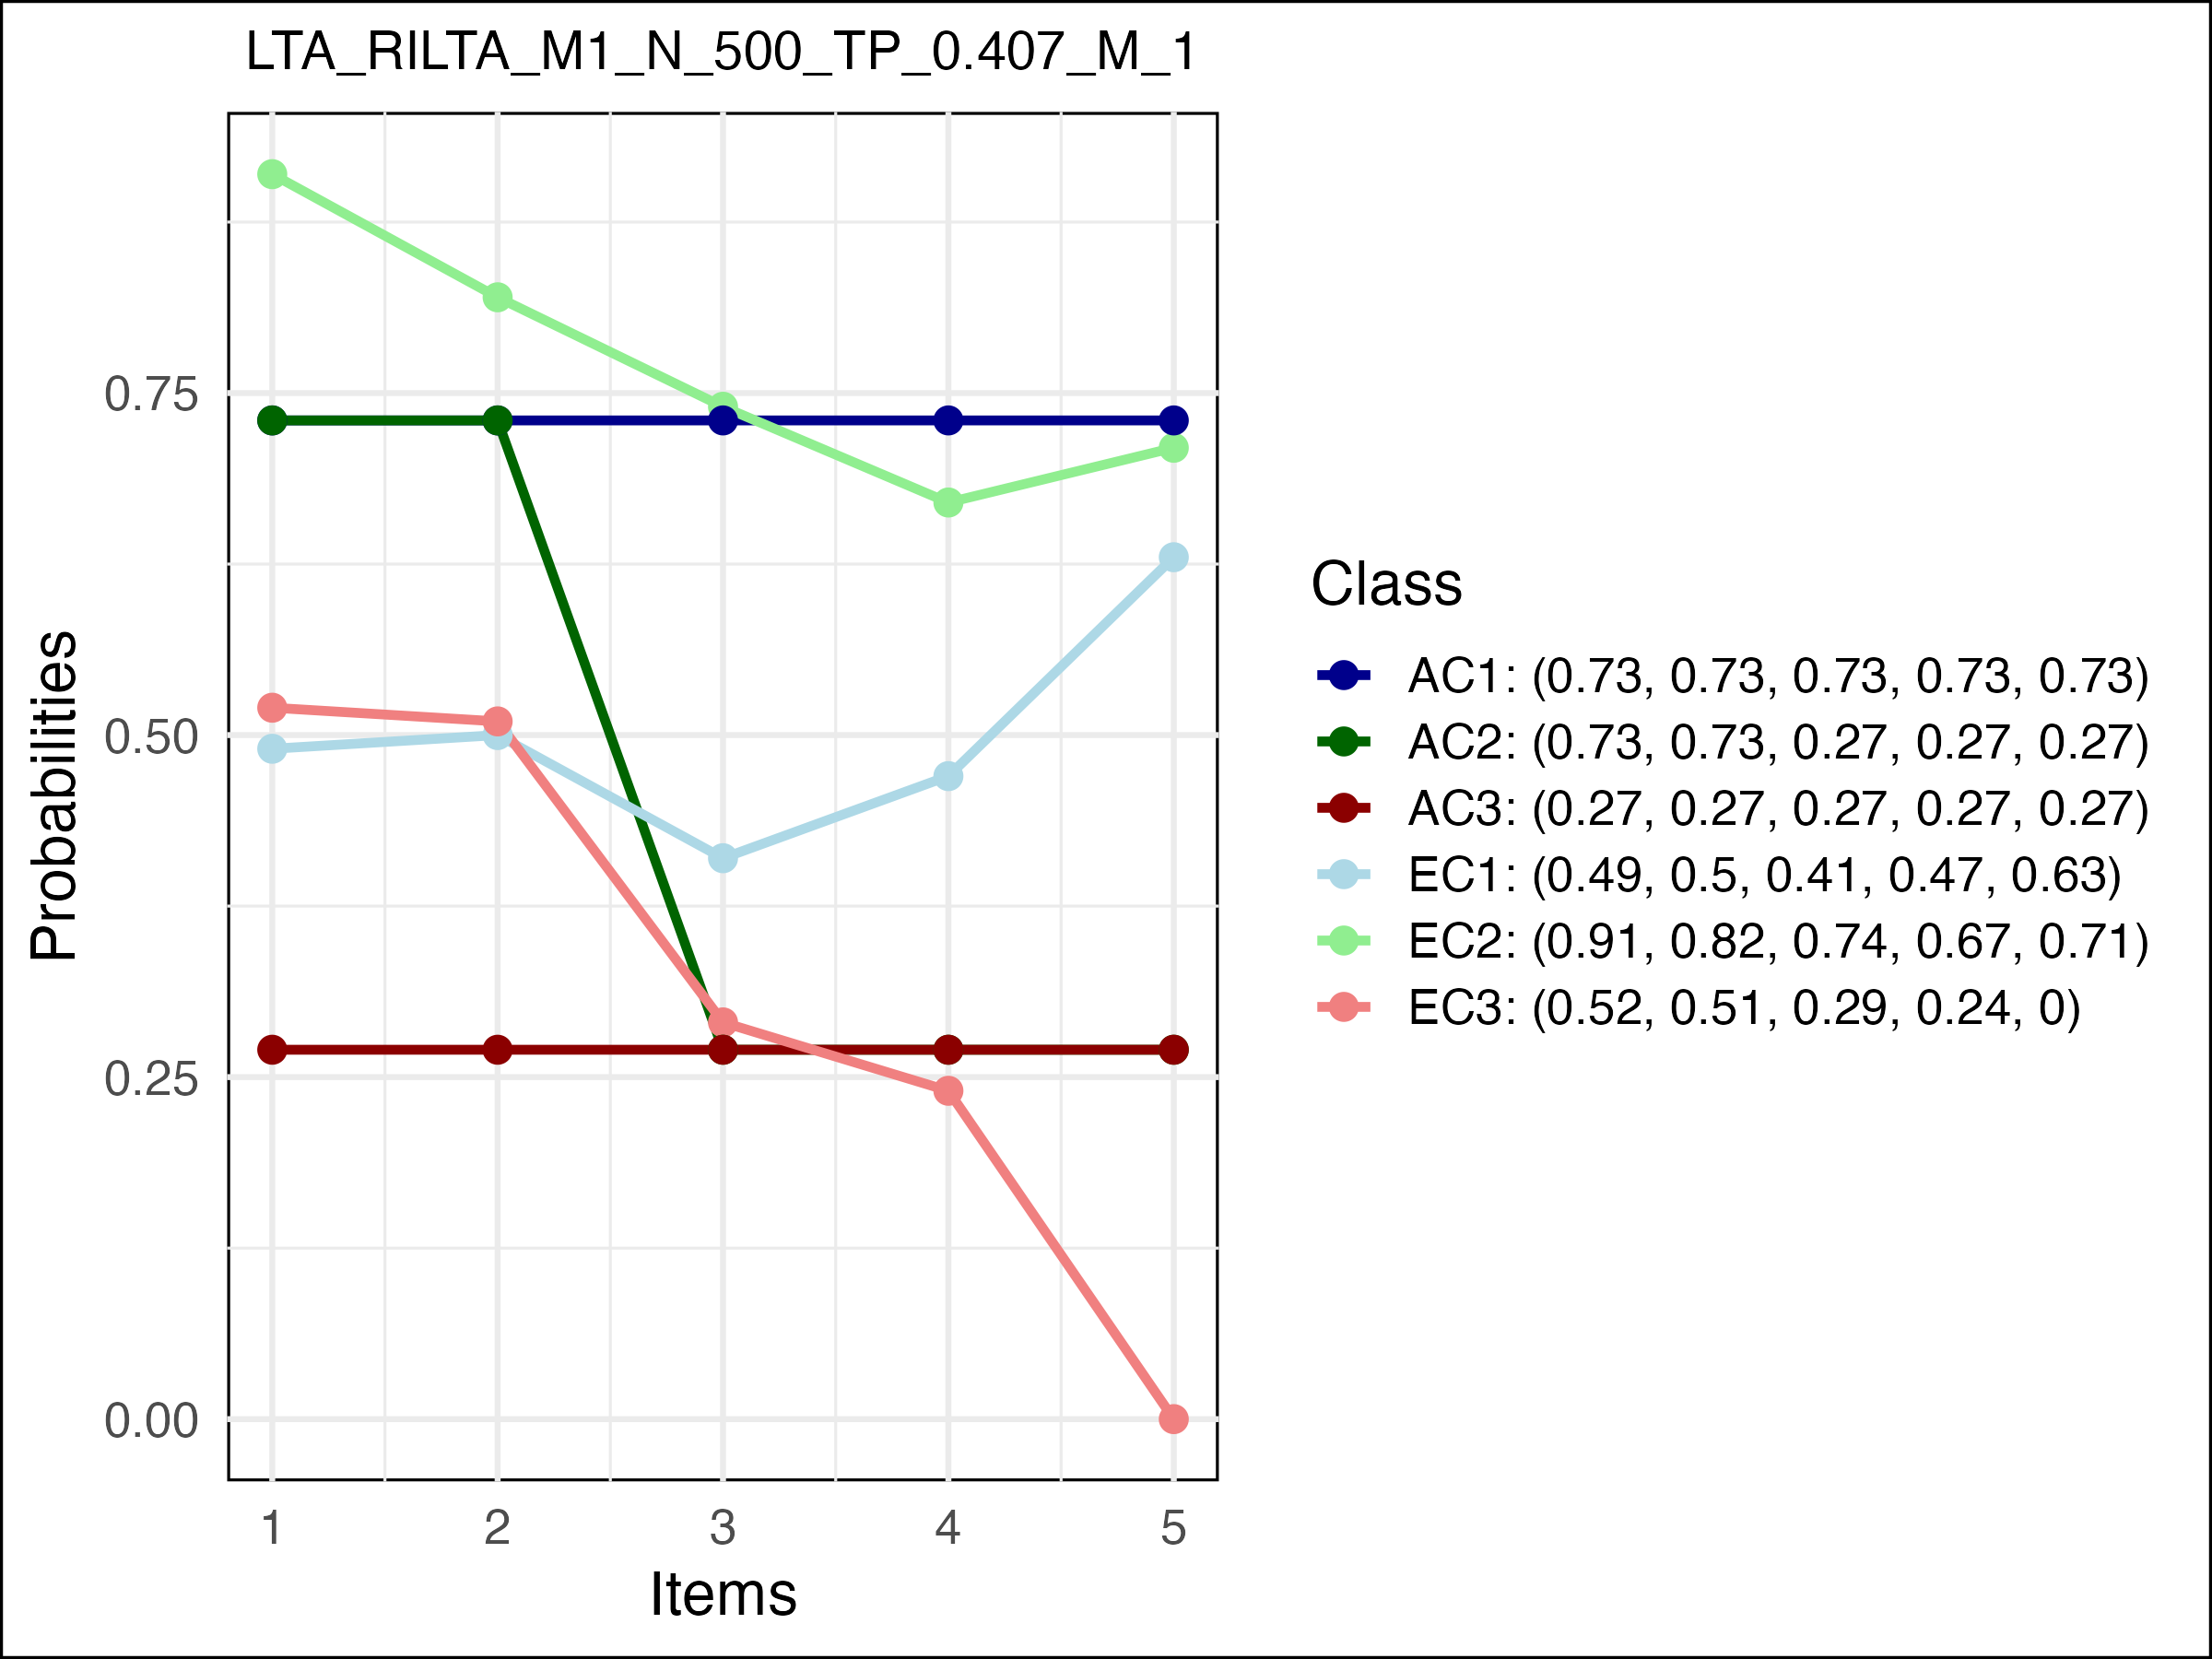 LTA_RILTA_M1_N_500_TP_0.407_M_1
Probabilities
0.75
0.50
0.25
0.00
1 2 3 4 5
Items
Class
AC1: (0.73, 0.73, 0.73, 0.73, 0.73)
AC2: (0.73, 0.73, 0.27, 0.27, 0.27)
AC3: (0.27, 0.27, 0.27, 0.27, 0.27)
EC1: (0.49, 0.5, 0.41, 0.47, 0.63)
EC2: (0.91, 0.82, 0.74, 0.67, 0.71)
EC3: (0.52, 0.51, 0.29, 0.24, 0)